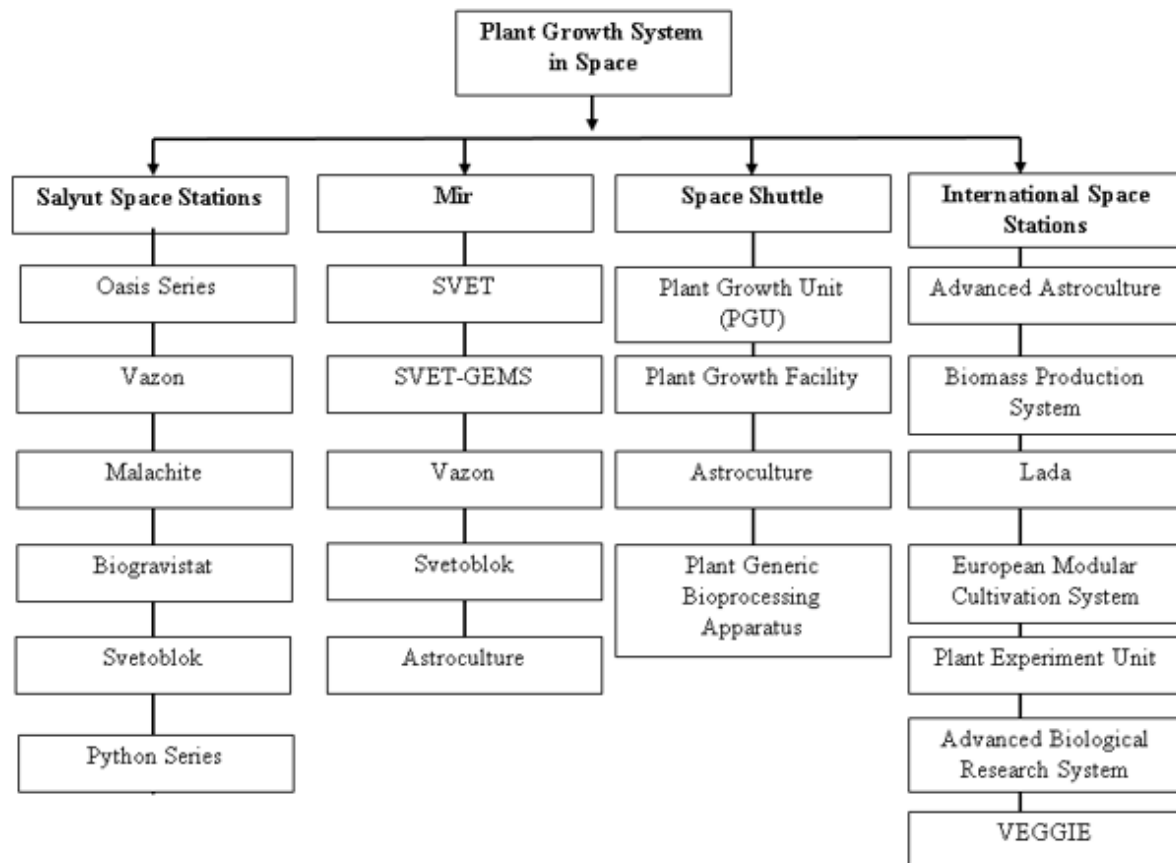 Plant Growth System
in Space
Salyut Space Stations
Oasis Series
Vazon
Malachite
Biogravistat
Svetoblok
Python Series
Mir
SVET
SVET-GEMS
Vazon
Svetoblok
Astroculture
Space Shuttle
Plant Growth Unit
(PGU)
Plant Growth Facility
Astroculture
Plant Generic
Bioprocessing
Apparatus
International Space
Stations
Advanced Astroculture
Biomass Production
System
Lada
European Modular
Cultivation System
Plant Experiment Unit
Advanced Biological
Research System
VEGGIE